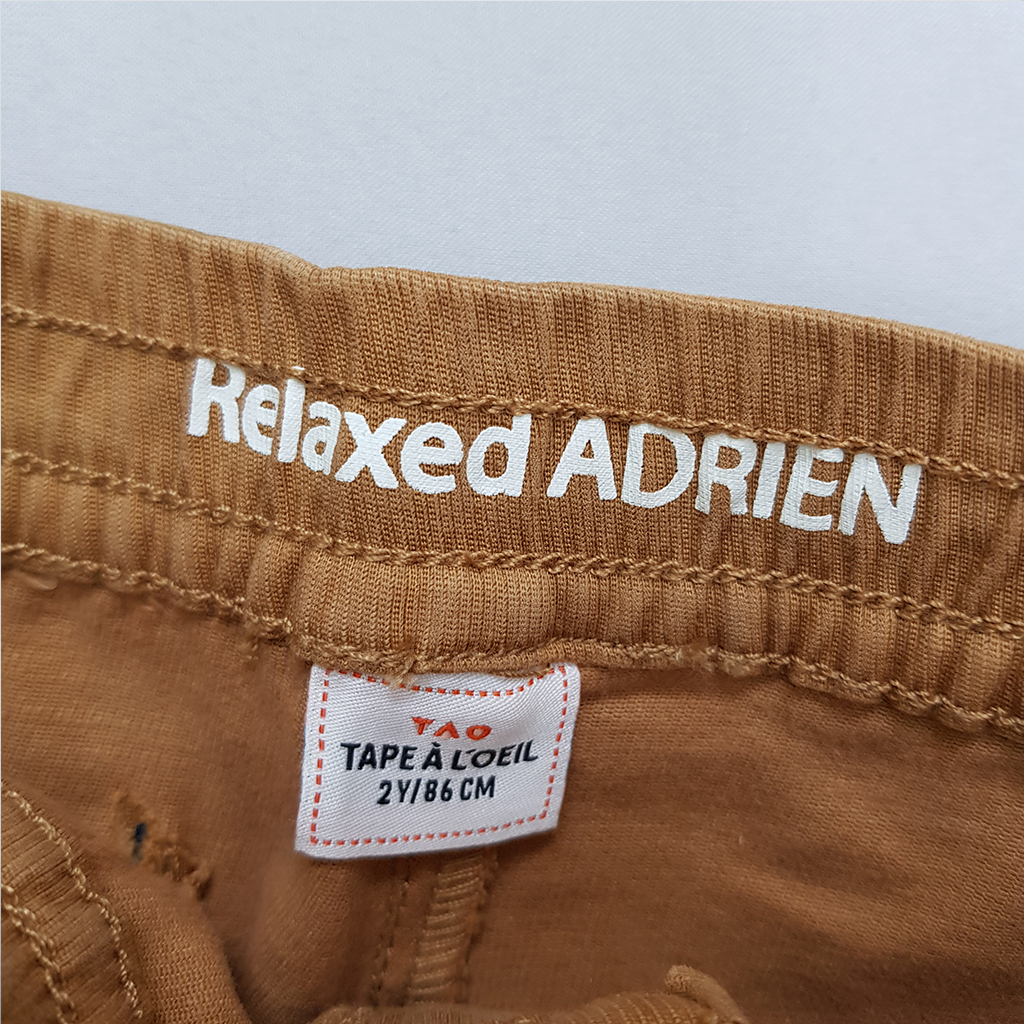 Relaxed ADRIEN
TAO
TAPE À L'OEIL
2Y/86 CM